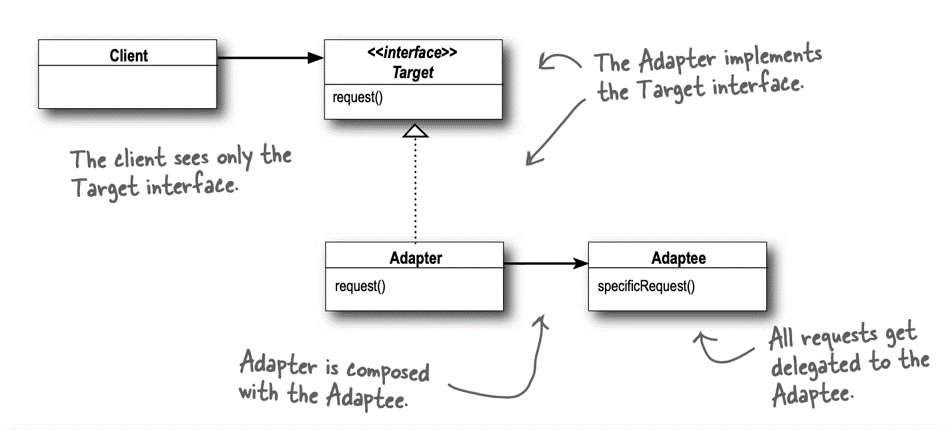 Client
<<interface>>
Target
request()
The Adapter implements
the Target interface.
The client sees only the
Target interface.
Adapter
request()
Adaptee
specificRequest()
Adapter is composed
with the Adaptee.
All requests get
delegated to the
Adaptee.